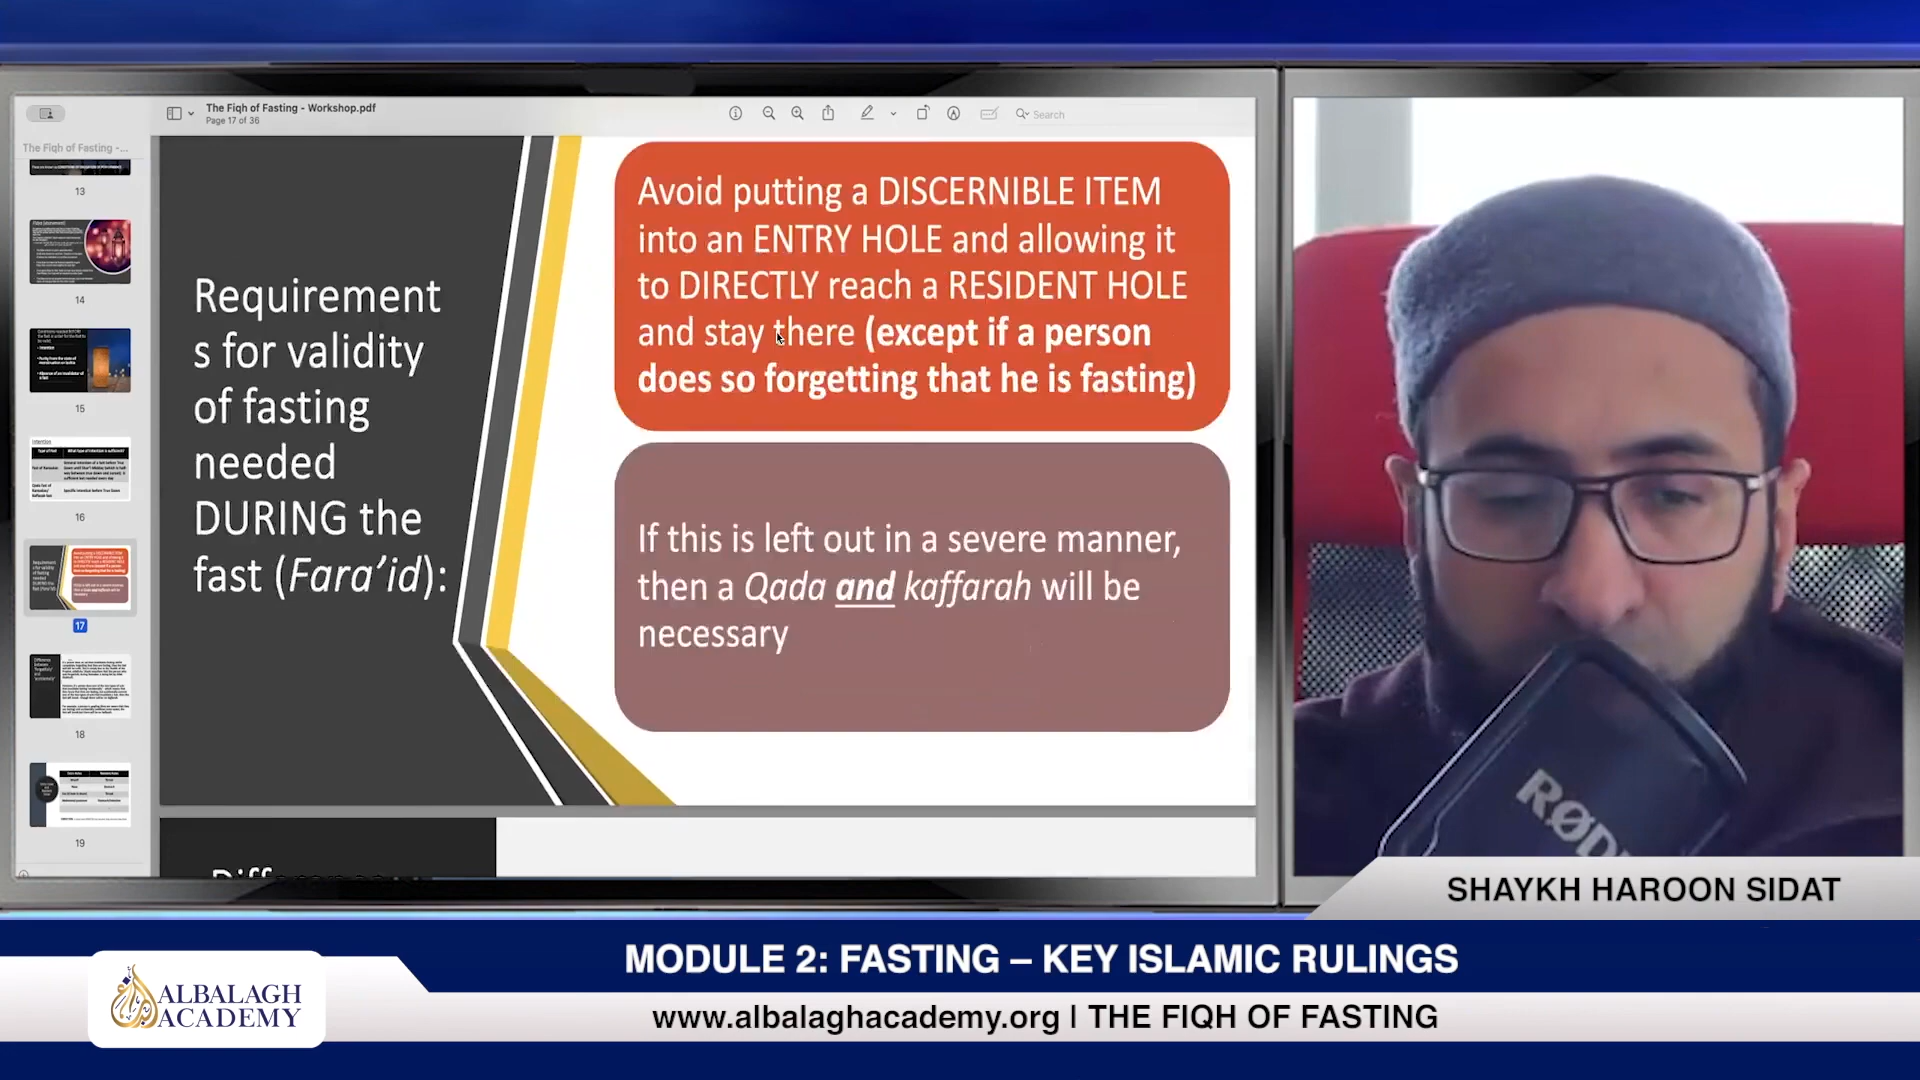 The Fiqh of Fasting - Workshop.pdf
Page 17 of 36
Search
The Fiqh of Fasting -...
13
14
15
16
17
18
19
Requirement
s for validity
of fasting
needed
DURING the
fast (Fara'id):
Avoid putting a DISCERNIBLE ITEM
into an ENTRY HOLE and allowing it
to DIRECTLY reach a RESIDENT HOLE
and stay there (except if a person
does so forgetting that he is fasting)
If this is left out in a severe manner,
then a Qada and kaffarah will be
necessary
RØD
SHAYKH HAROON SIDAT
MODULE 2: FASTING – KEY ISLAMIC RULINGS
www.albalaghacademy.org | THE FIQH OF FASTING
ALBALAGH
ACADEMY